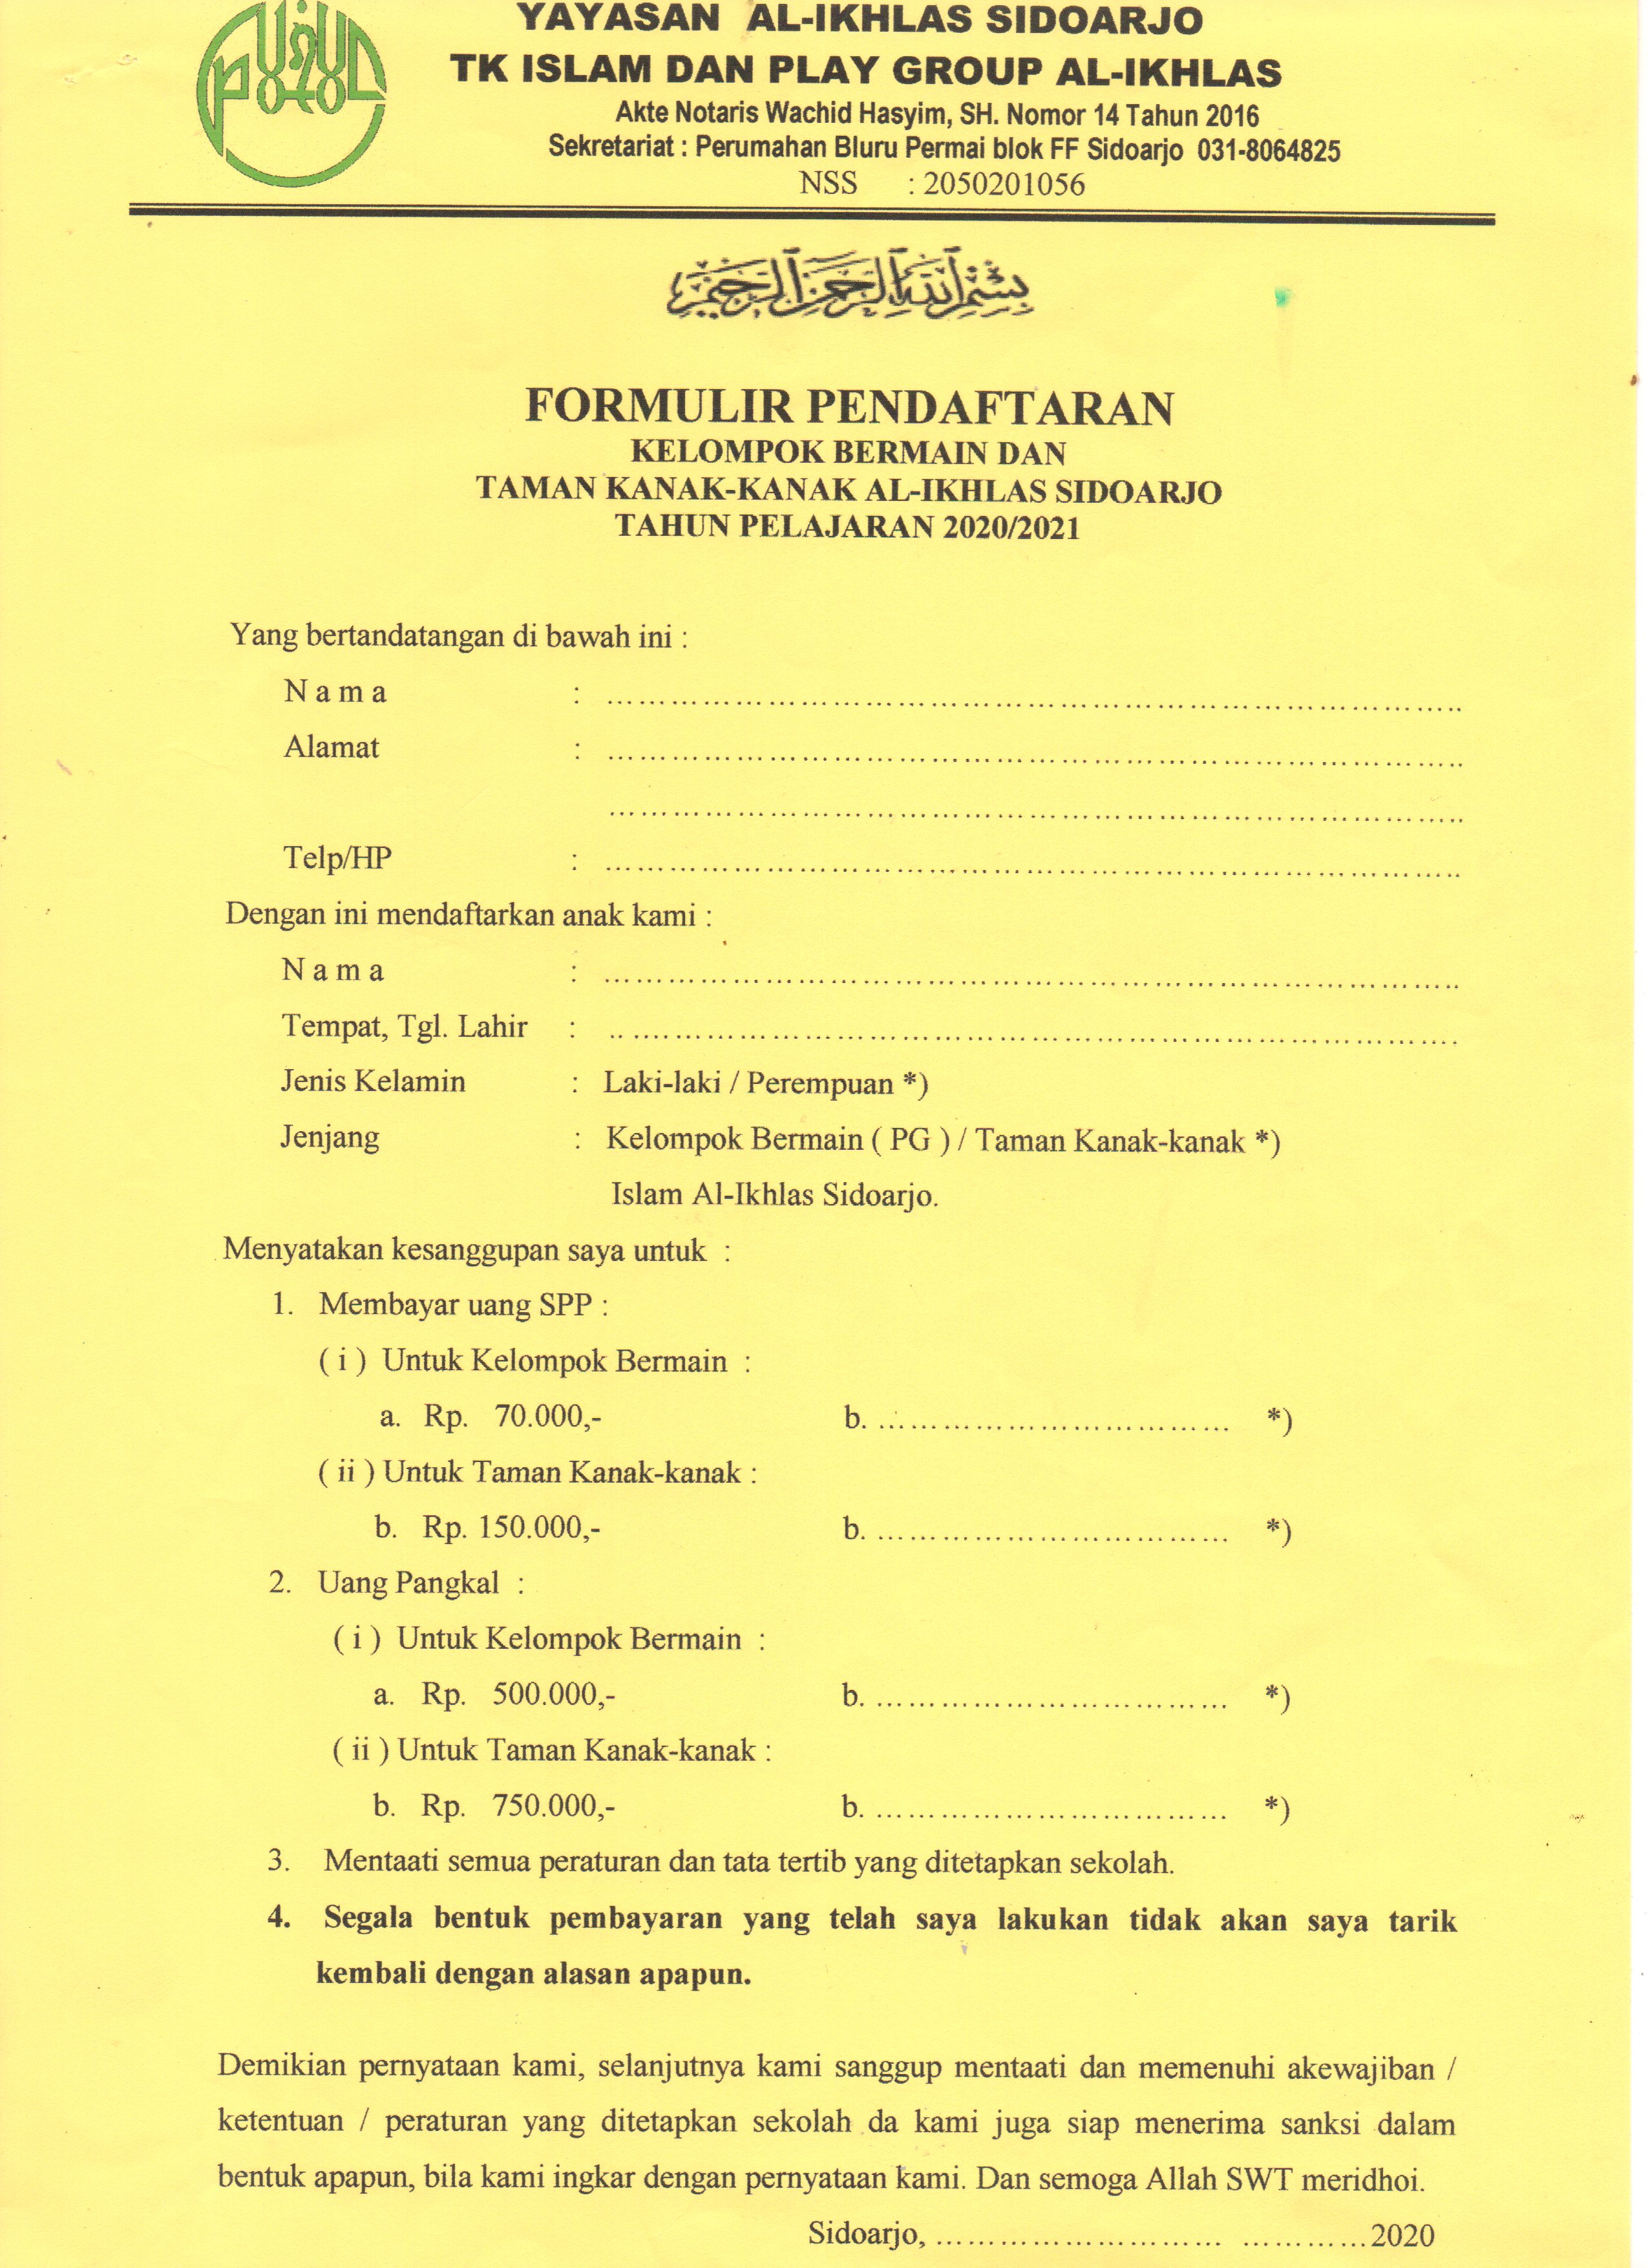 YAYASAN AL-IKHLAS SIDOARJO
TK ISLAM DAN PLAY GROUP AL-IKHLAS
Akte Notaris Wachid Hasyim, SH. Nomor 14 Tahun 2016
Sekretariat : Perumahan Bluru Permai blok FF Sidoarjo 031-8064825
NSS : 2050201056
بِسْمِ اللَّهِ الرَّحْمَٰنِ الرَّحِيمِ
FORMULIR PENDAFTARAN
KELOMPOK BERMAIN DAN
TAMAN KANAK-KANAK AL-IKHLAS SIDOARJO
TAHUN PELAJARAN 2020/2021
Yang bertandatangan di bawah ini :
N a m a : ........................................................................
Alamat : ........................................................................
........................................................................
Telp/HP : ........................................................................
Dengan ini mendaftarkan anak kami :
N a m a : ........................................................................
Tempat, Tgl. Lahir : .. .....................................................................
Jenis Kelamin : Laki-laki / Perempuan *)
Jenjang : Kelompok Bermain ( PG ) / Taman Kanak-kanak *)
Islam Al-Ikhlas Sidoarjo.
Menyatakan kesanggupan saya untuk :
1. Membayar uang SPP :
( i ) Untuk Kelompok Bermain :
a. Rp. 70.000,- b. ................................. *)
( ii ) Untuk Taman Kanak-kanak :
b. Rp. 150.000,- b. ................................. *)
2. Uang Pangkal :
( i ) Untuk Kelompok Bermain :
a. Rp. 500.000,- b. ................................. *)
( ii ) Untuk Taman Kanak-kanak :
b. Rp. 750.000,- b. ................................. *)
3. Mentaati semua peraturan dan tata tertib yang ditetapkan sekolah.
4. Segala bentuk pembayaran yang telah saya lakukan tidak akan saya tarik
kembali dengan alasan apapun.
Demikian pernyataan kami, selanjutnya kami sanggup mentaati dan memenuhi akewajiban /
ketentuan / peraturan yang ditetapkan sekolah da kami juga siap menerima sanksi dalam
bentuk apapun, bila kami ingkar dengan pernyataan kami. Dan semoga Allah SWT meridhoi.
Sidoarjo, ........................... ............2020